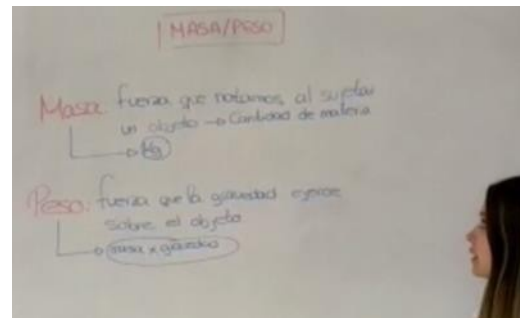 MASA/PESO
Masa: fuerza que notamos al sujetar
un objeto → Cantidad de materia
→ Kg
Peso: fuerza que la gravedad ejerce
sobre el objeto
→ masa x gravedad